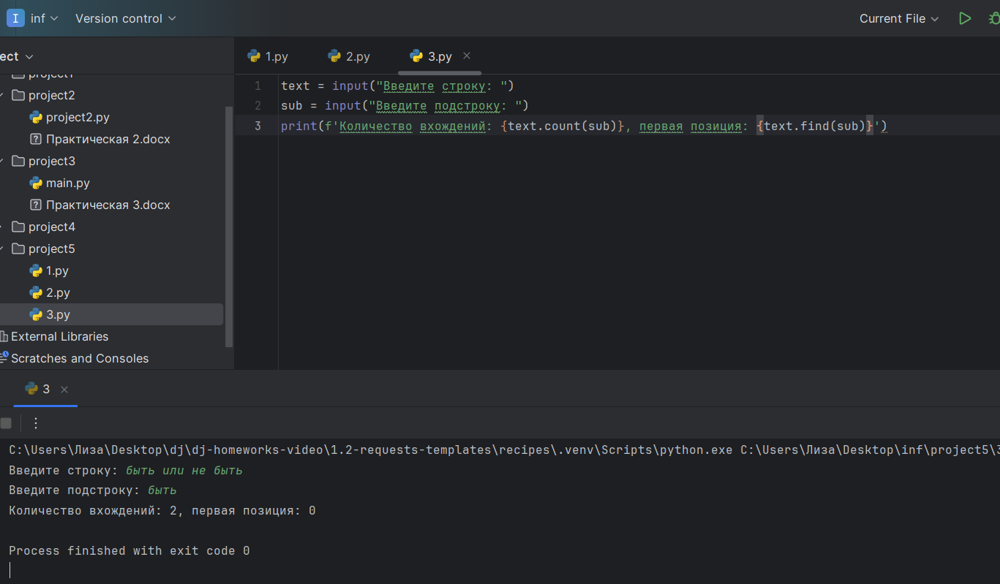 I inf Version control Current File
ect
1.py 2.py 3.py
project1
project2
project2.py
Практическая 2.docx
project3
main.py
Практическая 3.docx
project4
project5
1.py
2.py
3.py
External Libraries
Scratches and Consoles
1 text = input("Введите строку: ")
2 sub = input("Введите подстроку: ")
3 print(f'Количество вхождений: {text.count(sub)}, первая позиция: {text.find(sub)}')
3
C:\Users\Лиза\Desktop\dj\dj-homeworks-video\1.2-requests-templates\recipes\.venv\Scripts\python.exe C:\Users\Лиза\Desktop\inf\project5\3
Введите строку: быть или не быть
Введите подстроку: быть
Количество вхождений: 2, первая позиция: 0
Process finished with exit code 0